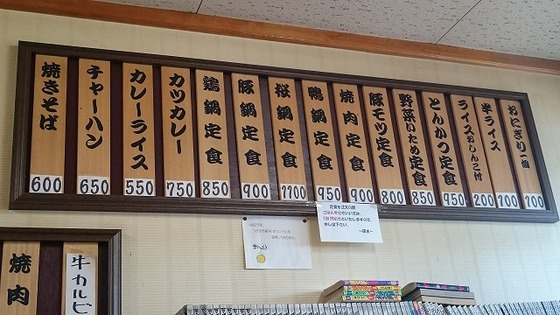 焼きそば 600
チャーハン 650
カレーライス 550
カツカレー 750
鶏鍋定食 850
豚鍋定食 900
桜鍋定食 1100
鴨鍋定食 950
焼肉定食 900
豚モツ定食 800
野菜いため定食 850
とんかつ定食 950
ライスおしんこ付 200
半ライス 100
おにぎり一ヶ 100
焼肉
牛カルビ